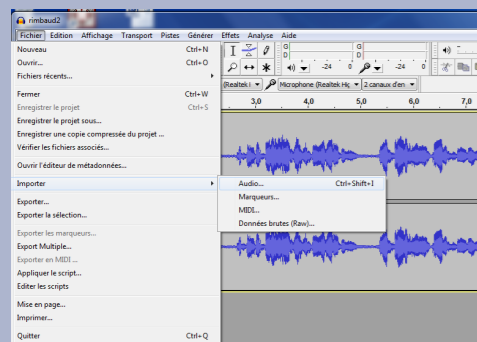 rimbaud2
Fichier Edition Affichage Transport Pistes Générer Effets Analyse Aide
Nouveau Ctrl+N
Ouvrir... Ctrl+O
Fichiers récents...
Fermer Ctrl+W
Enregistrer le projet Ctrl+S
Enregistrer le projet sous...
Enregistrer une copie compressée du projet ...
Vérifier les fichiers associés...
Ouvrir l'éditeur de métadonnées...
Importer
Exporter...
Exporter la sélection...
Exporter les marqueurs...
Export Multiple...
Exporter en MIDI ...
Appliquer le script...
Editer les scripts
Mise en page...
Imprimer...
Quitter Ctrl+Q
Audio... Ctrl+Shift+I
Marqueurs...
MIDI...
Données brutes (Raw)...
G D -24 0 G D -24 0
(Realtek Microphone (Realtek Hig 2 canaux d'en
3,0 4,0 5,0 6,0 7,0